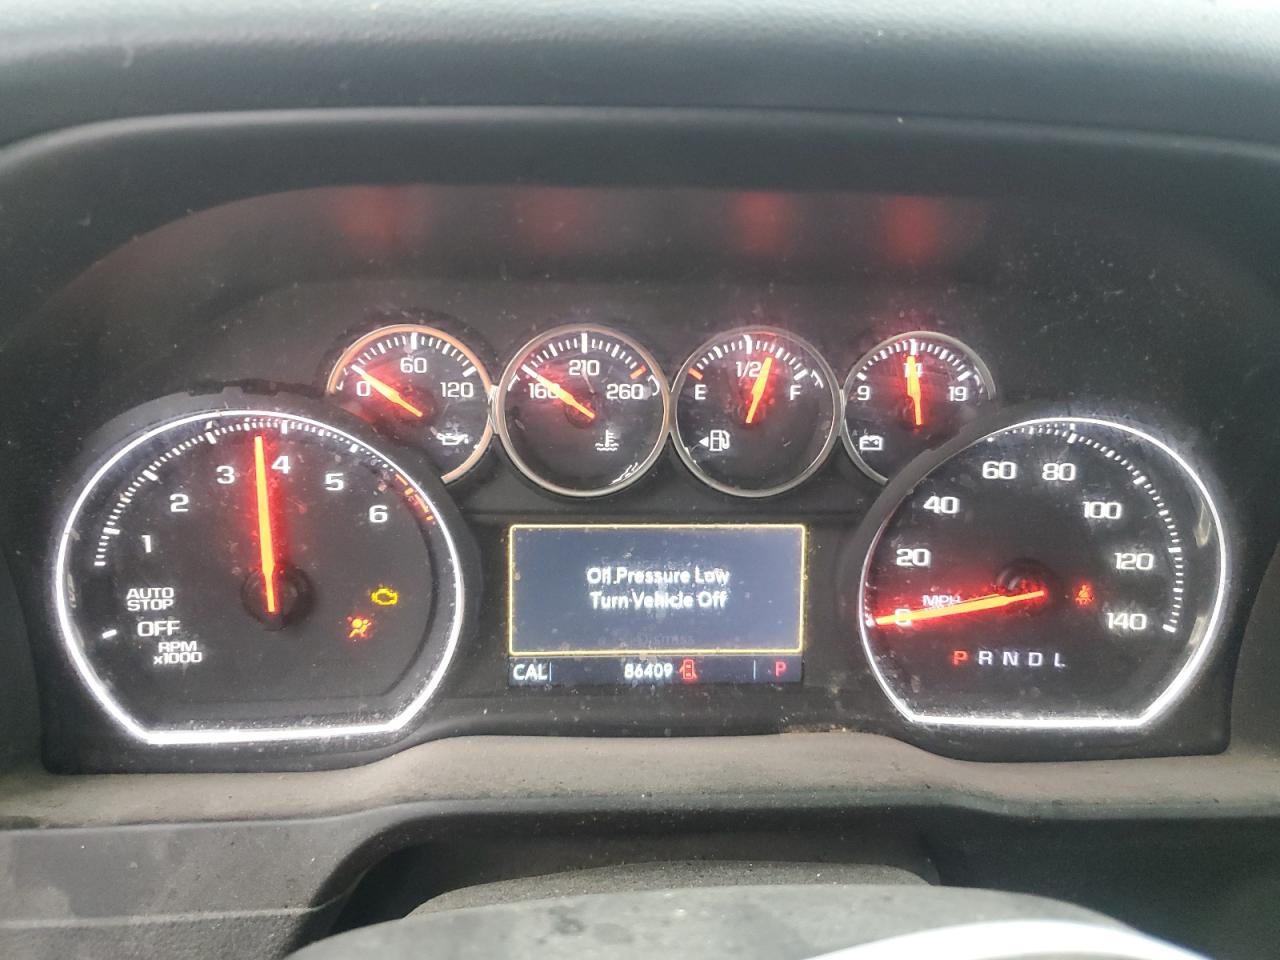 0 60 120
160 210 260
E 1/2 F
9 14 19
1 2 3 4 5 6
AUTO
STOP
OFF
RPM
x1000
Oil Pressure Low
Turn Vehicle Off
Dismiss
CAL 86409 P
0 20 40 60 80 100 120 140
MPH
P R N D L